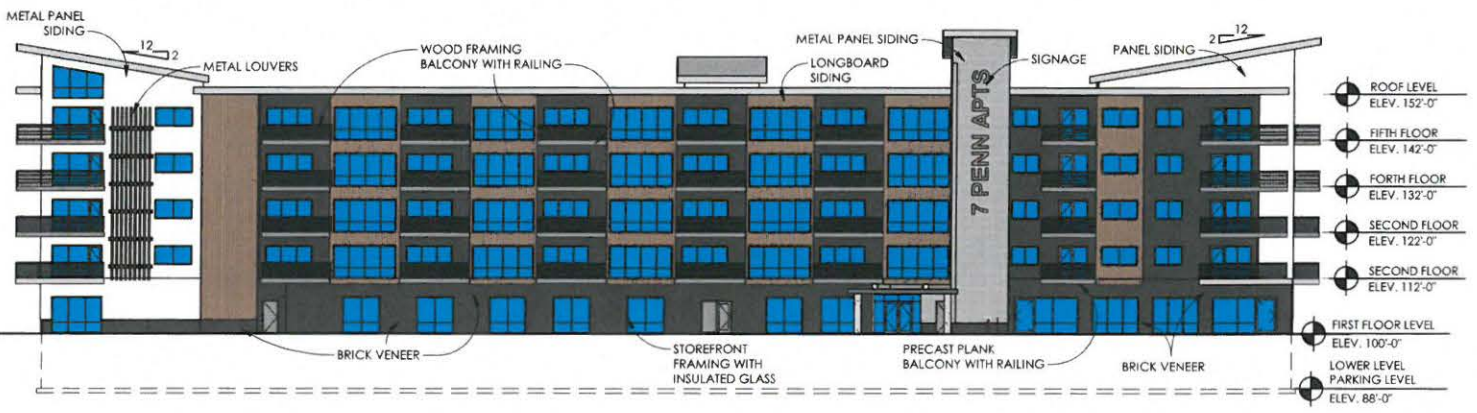 METAL PANEL
SIDING
12
2
METAL LOUVERS
WOOD FRAMING
BALCONY WITH RAILING
METAL PANEL SIDING
LONGBOARD
SIDING
SIGNAGE
12
2
PANEL SIDING
7 PENN APTS
ROOF LEVEL
ELEV. 152'-0"
FIFTH FLOOR
ELEV. 142'-0"
FORTH FLOOR
ELEV. 132'-0"
SECOND FLOOR
ELEV. 122'-0"
SECOND FLOOR
ELEV. 112'-0"
FIRST FLOOR LEVEL
ELEV. 100'-0"
LOWER LEVEL
PARKING LEVEL
ELEV. 88'-0"
BRICK VENEER
STOREFRONT
FRAMING WITH
INSULATED GLASS
PRECAST PLANK
BALCONY WITH RAILING
BRICK VENEER